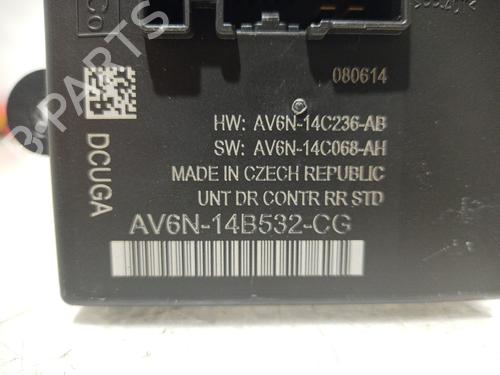 Co
080614
HW: AV6N-14C236-AB
SW: AV6N-14C068-AH
MADE IN CZECH REPUBLIC
UNT DR CONTR RR STD
DCUGA
AV6N-14B532-CG